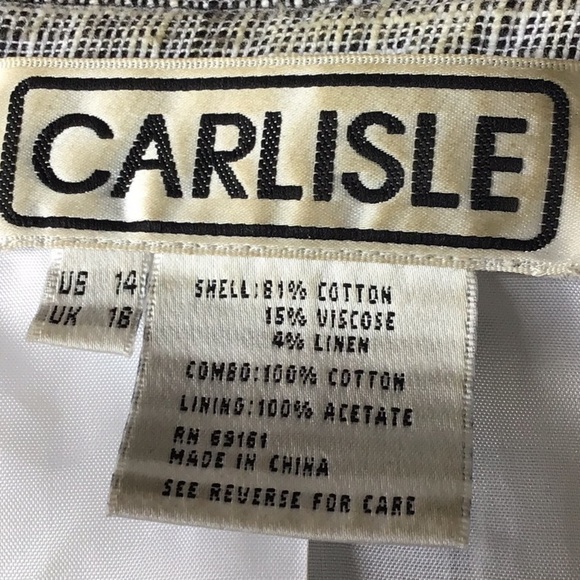 CARLISLE
US 14
UK 18
SHELL:81% COTTON
15% VISCOSE
4% LINEN
COMBO:100% COTTON
LINING:100% ACETATE
RN 69161
MADE IN CHINA
SEE REVERSE FOR CARE